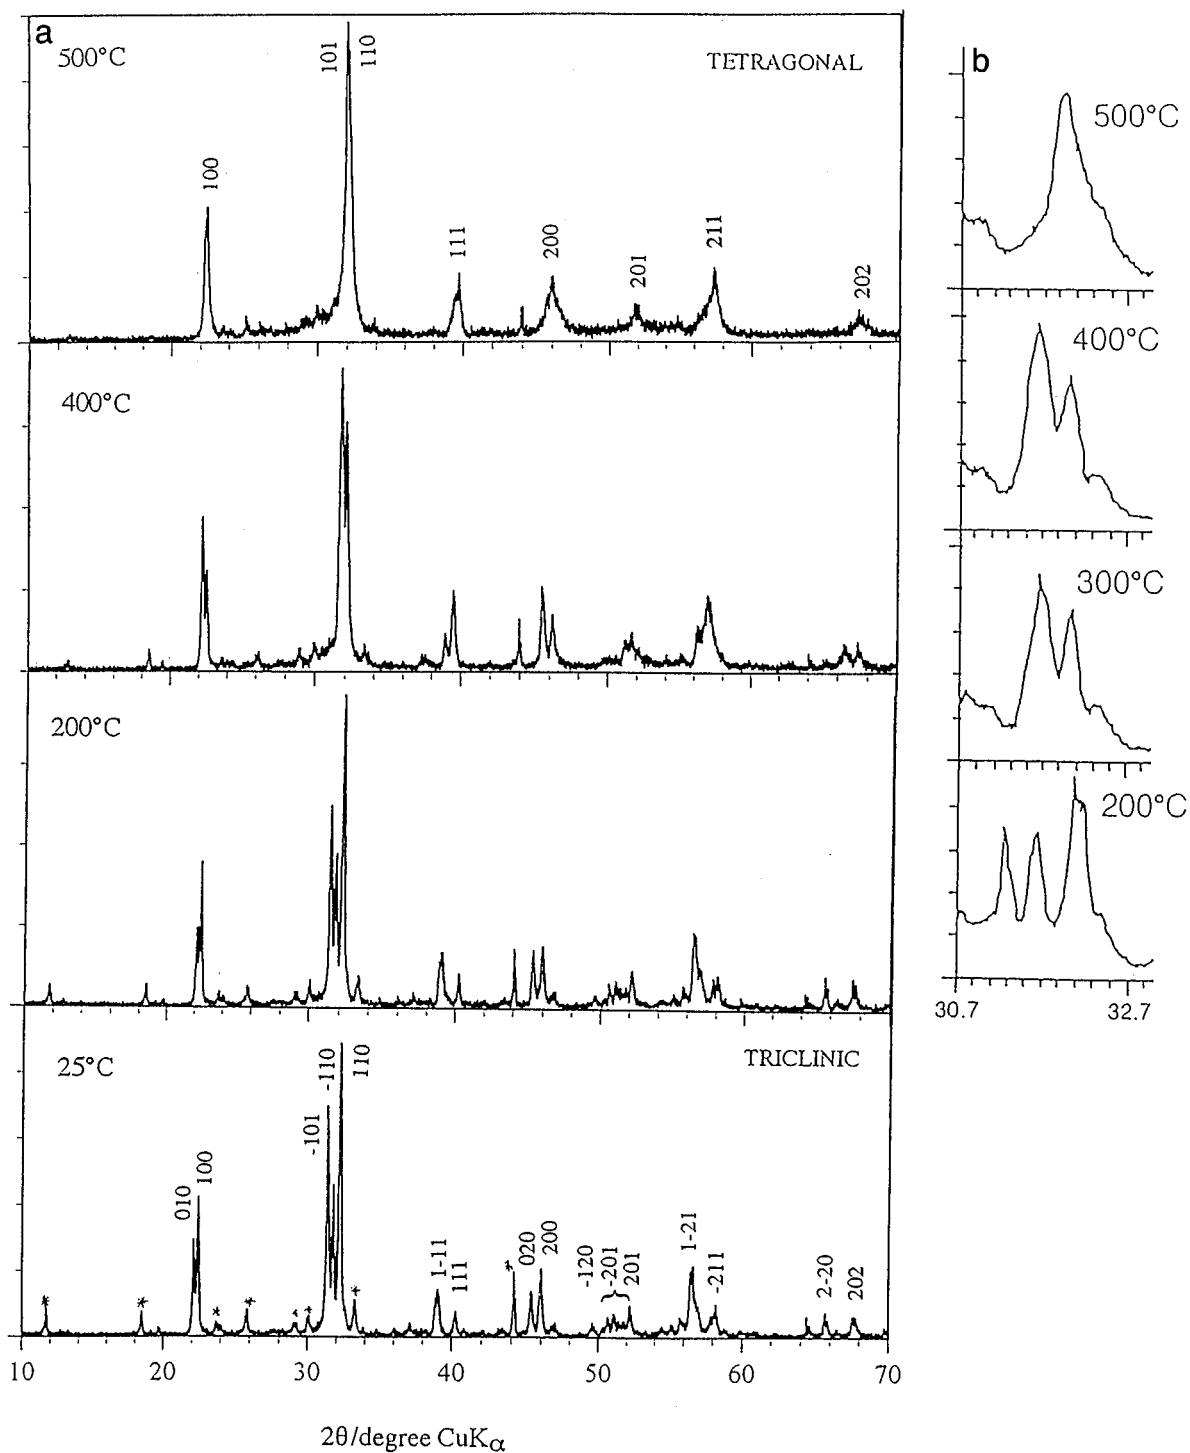 a
500°C
101
110
TETRAGONAL
100
111
200
201
211
202
400°C
200°C
25°C
TRICLINIC
010
100
-101
-110
110
1-11
111
020
200
-120
-201
201
1-21
-211
2-20
202
* * * * * * * *
10 20 30 40 50 60 70
2θ/degree CuKα
b
500°C
400°C
300°C
200°C
30.7 32.7